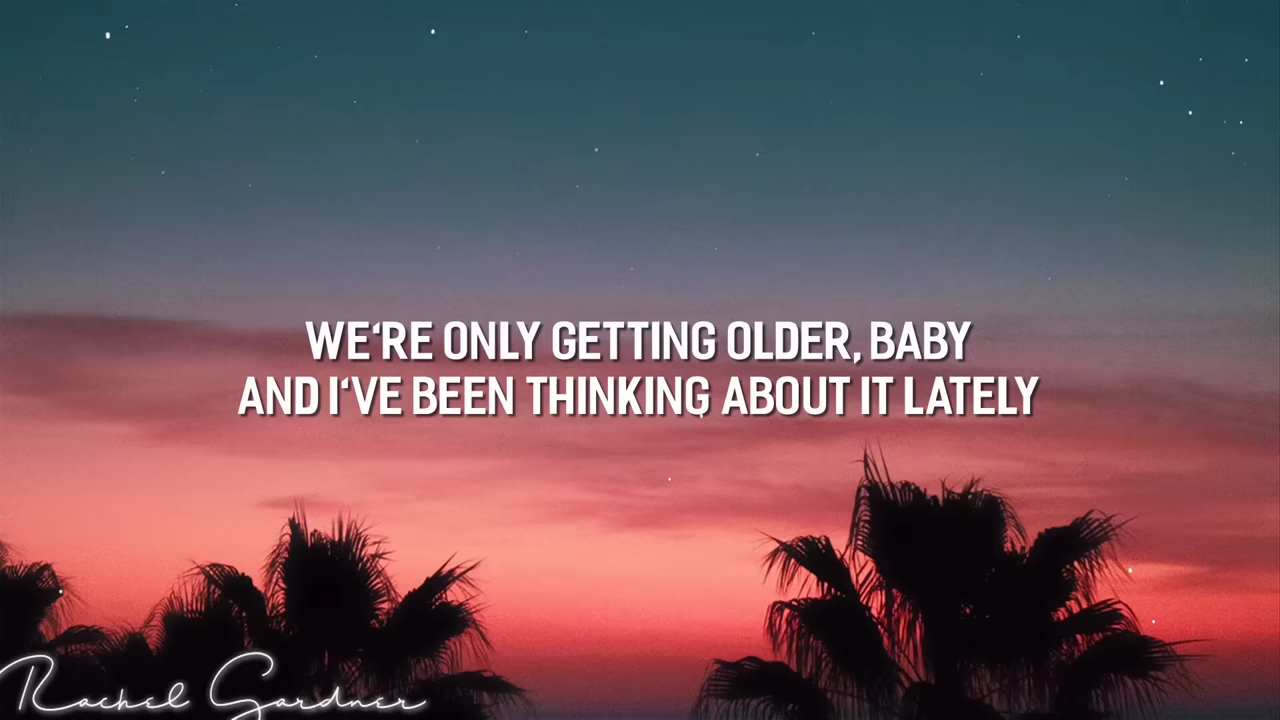 WE'RE ONLY GETTING OLDER, BABY
AND I'VE BEEN THINKING ABOUT IT LATELY
Rachel Gardner